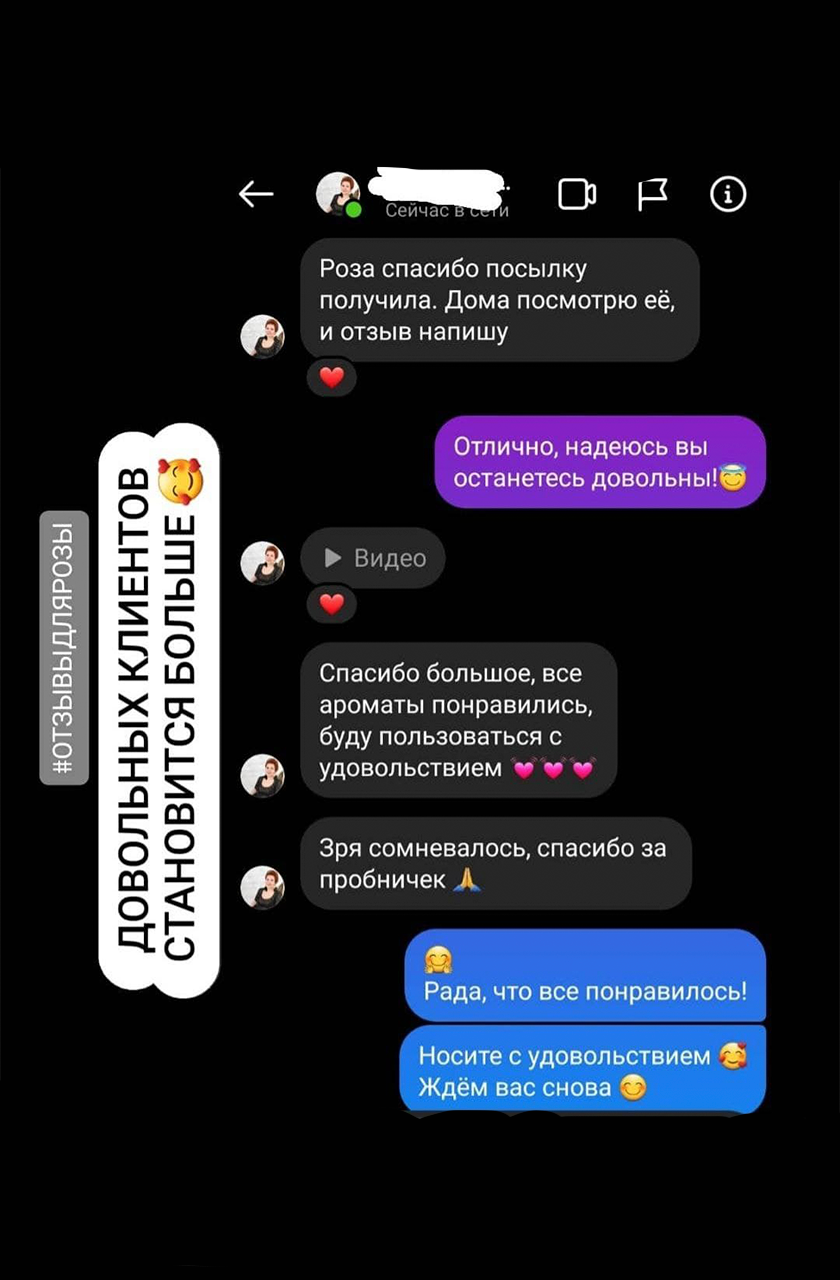 Сейчас в сети
Роза спасибо посылку
получила. Дома посмотрю её,
и отзыв напишу
❤️
Отлично, надеюсь вы
останетесь довольны!😇
▶ Видео
❤️
Спасибо большое, все
ароматы понравились,
буду пользоваться с
удовольствием 💓💓💓
Зря сомневалось, спасибо за
пробничек 🙏
🤗
Рада, что все понравилось!
Носите с удовольствием 🥰
Ждём вас снова 😊
#ОТЗЫВЫДЛЯРОЗЫ
ДОВОЛЬНЫХ КЛИЕНТОВ
СТАНОВИТСЯ БОЛЬШЕ🥰